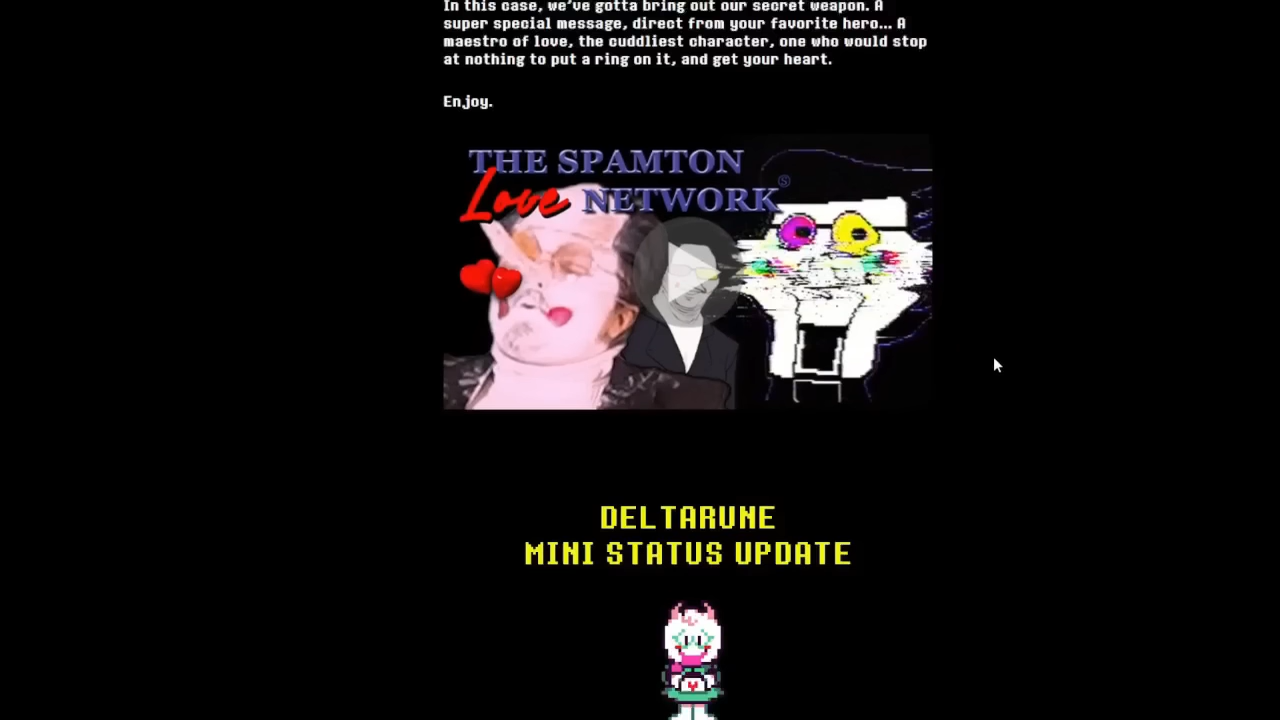 In this case, we've gotta bring out our secret weapon. A
super special message, direct from your favorite hero... A
maestro of love, the cuddliest character, one who would stop
at nothing to put a ring on it, and get your heart.
Enjoy.
THE SPAMTON
Love NETWORK Ⓢ
DELTARUNE
MINI STATUS UPDATE